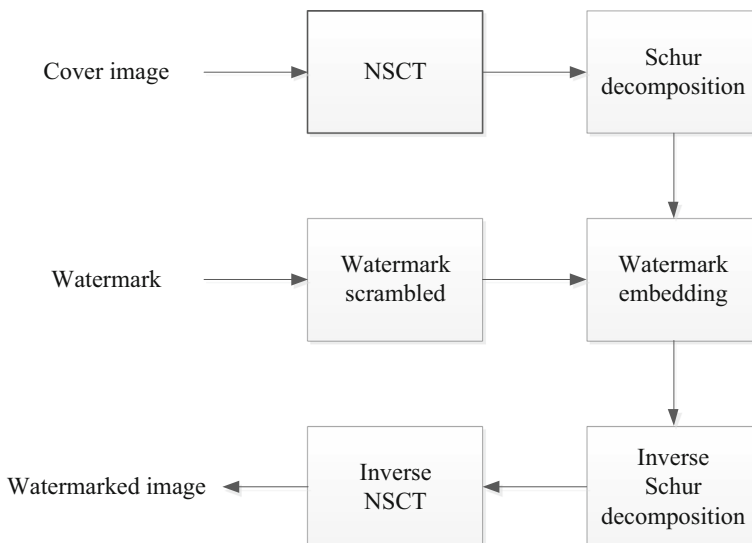 Cover image
NSCT
Schur
decomposition
Watermark
Watermark
scrambled
Watermark
embedding
Watermarked image
Inverse
NSCT
Inverse
Schur
decomposition